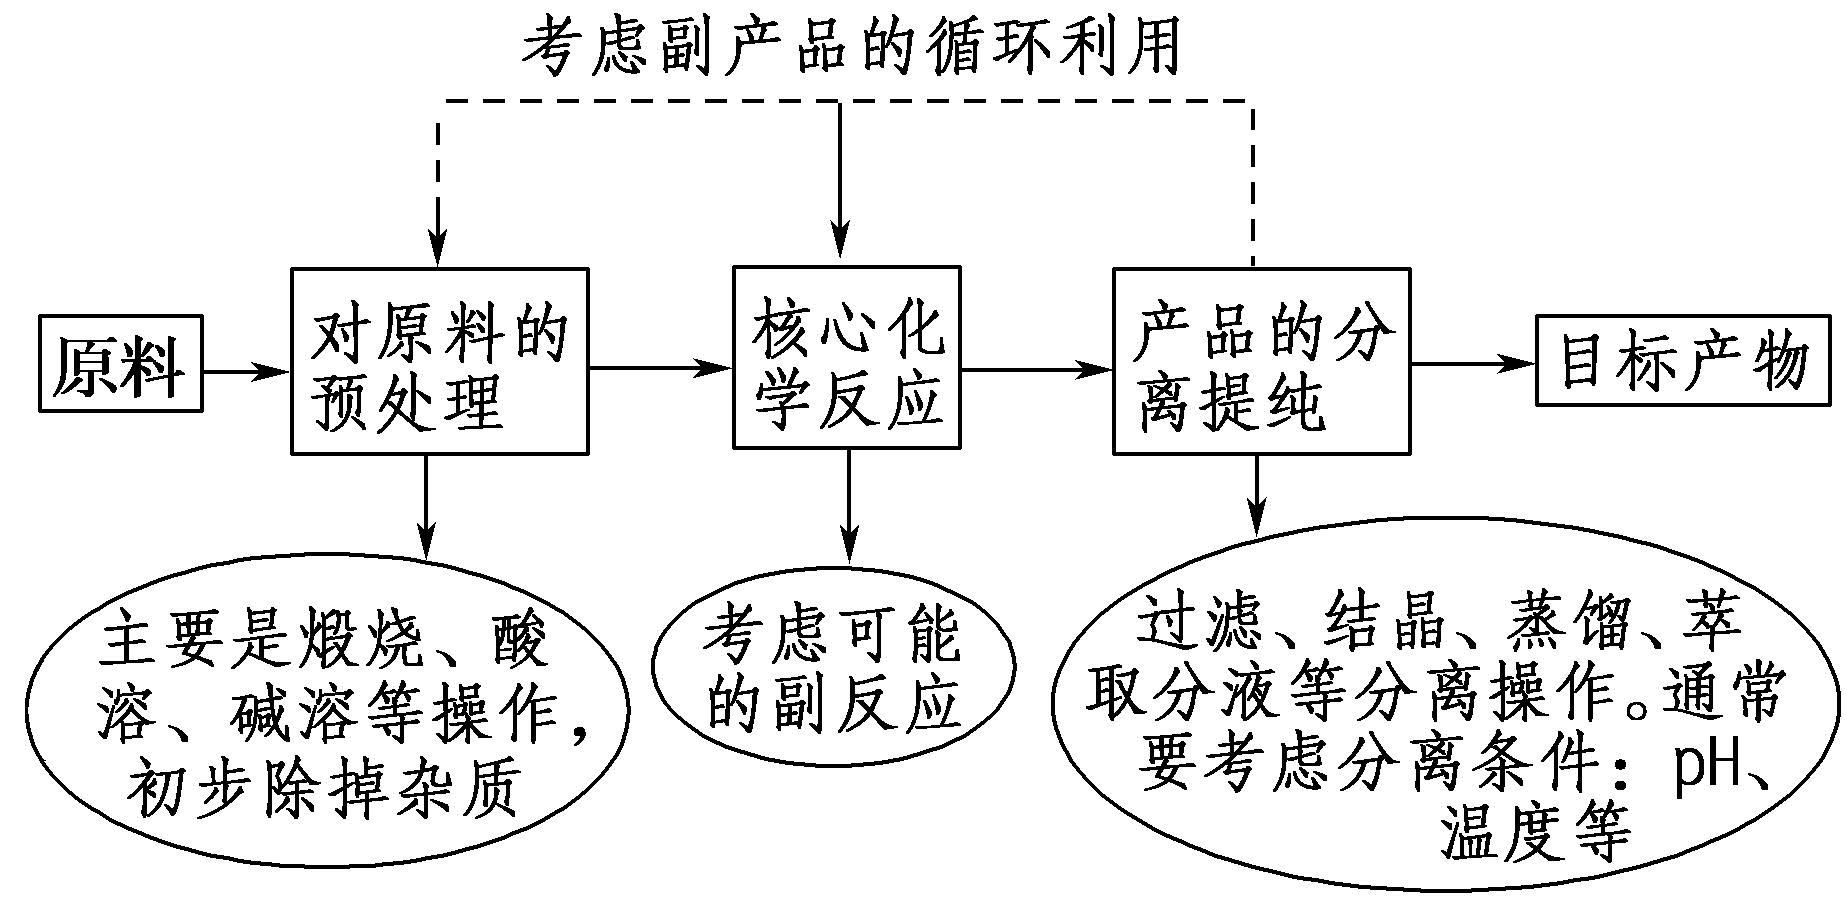 考虑副产品的循环利用
原料
对原料的
预处理
核心化
学反应
产品的分
离提纯
目标产物
主要是煅烧、酸
溶、碱溶等操作,
初步除掉杂质
考虑可能
的副反应
过滤、结晶、蒸馏、萃
取分液等分离操作。通常
要考虑分离条件：pH、
温度等